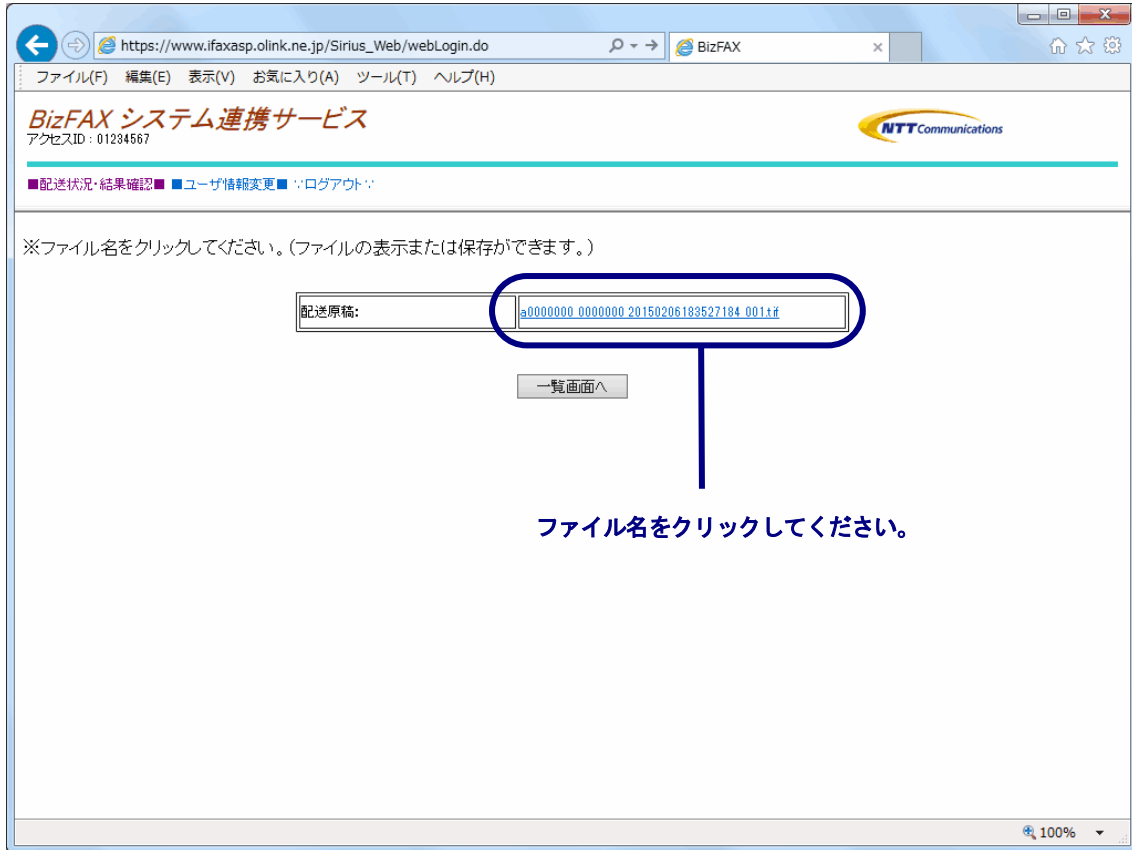 https://www.ifaxasp.olink.ne.jp/Sirius_Web/webLogin.do
BizFAX
ファイル(F) 編集(E) 表示(V) お気に入り(A) ツール(T) ヘルプ(H)
BizFAX システム連携サービス
アクセスID：01234567
NTT Communications
■配送状況・結果確認■ ■ユーザ情報変更■ ∵ログアウト∵
※ファイル名をクリックしてください。(ファイルの表示または保存ができます。)
配送原稿: a0000000_0000000_20150206183527184_001.tif
一覧画面へ
ファイル名をクリックしてください。
100%